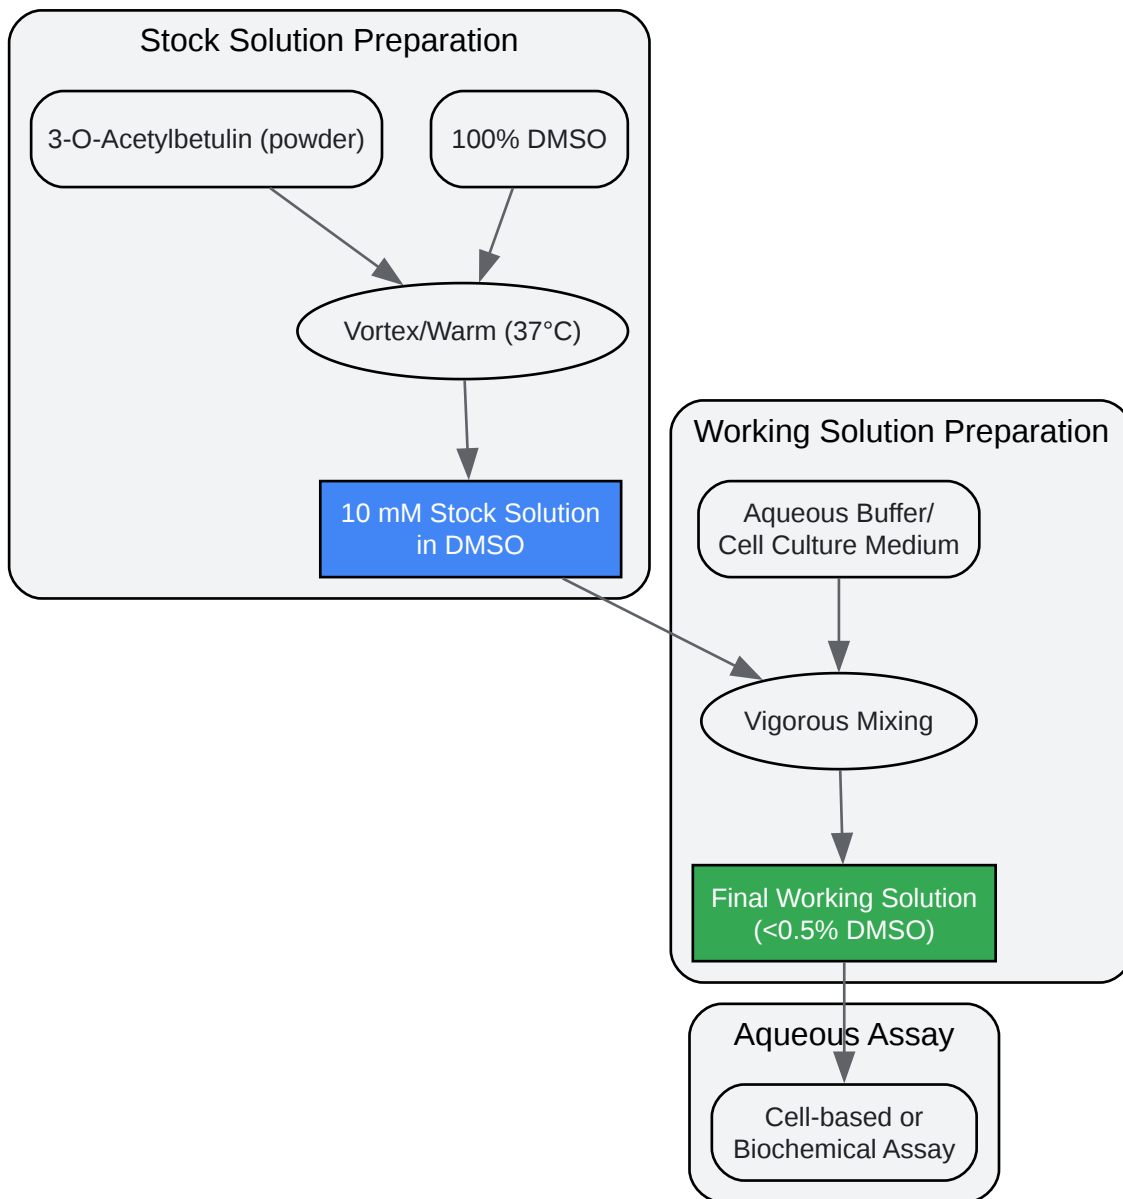 Stock Solution Preparation
3-O-Acetylbetulin (powder)
100% DMSO
Vortex/Warm (37°C)
10 mM Stock Solution
in DMSO
Working Solution Preparation
Aqueous Buffer/
Cell Culture Medium
Vigorous Mixing
Final Working Solution
(<0.5% DMSO)
Aqueous Assay
Cell-based or
Biochemical Assay